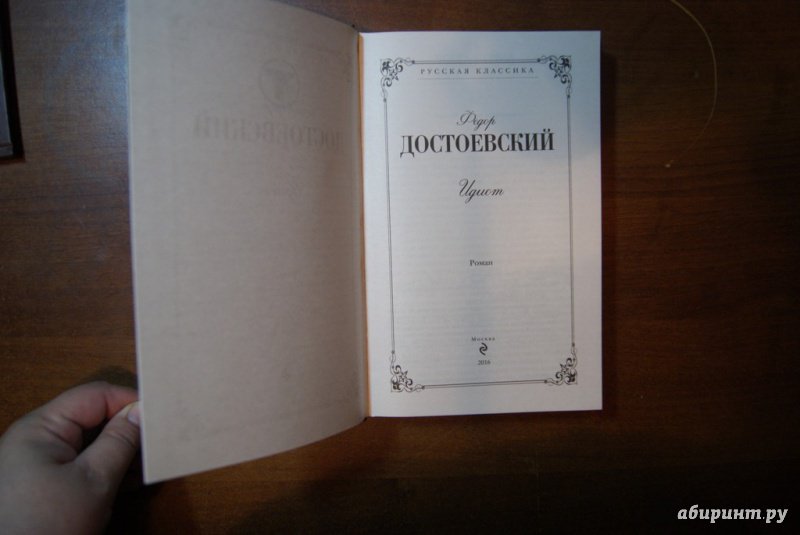 РУССКАЯ КЛАССИКА
Федор
ДОСТОЕВСКИЙ
Идиот
Роман
Москва
2016
абиринт.ру